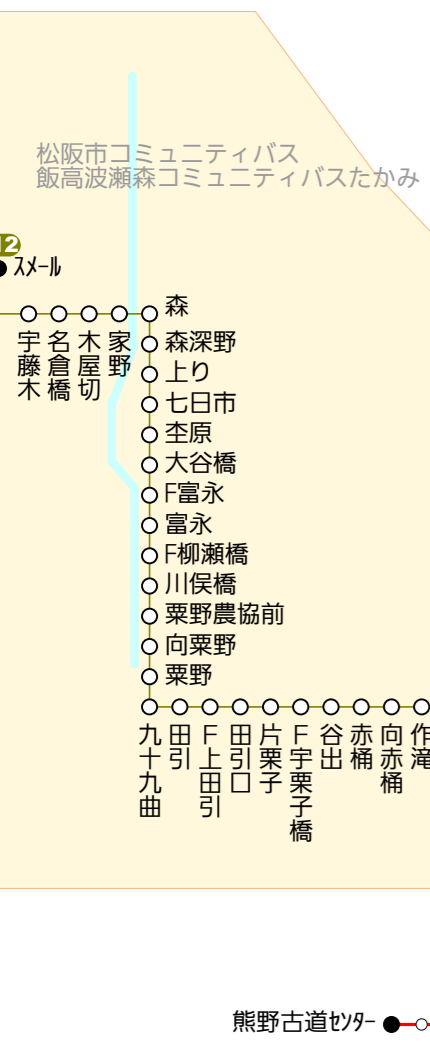 松阪市コミュニティバス
飯高波瀬森コミュニティバスたかみ
12
スメール
森
宇藤木
名倉橋
木屋切
家野
森深野
上り
七日市
杢原
大谷橋
F富永
富永
F柳瀬橋
川俣橋
粟野農協前
向粟野
粟野
九十九曲
田引
F上田引
田引口
片栗子
F宇栗子橋
谷出
赤桶
向赤桶
作滝
熊野古道センター